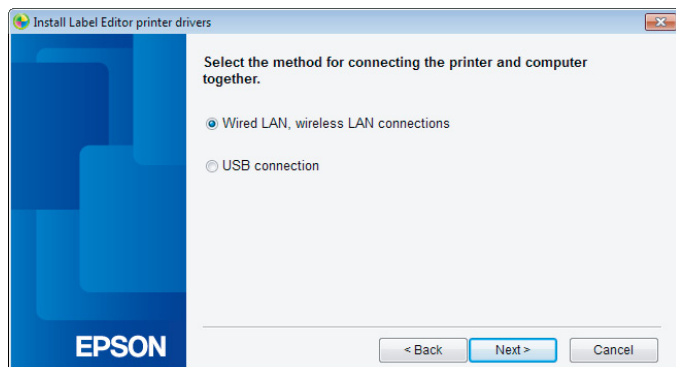 Install Label Editor printer drivers
Select the method for connecting the printer and computer
together.
Wired LAN, wireless LAN connections
USB connection
EPSON
< Back
Next >
Cancel